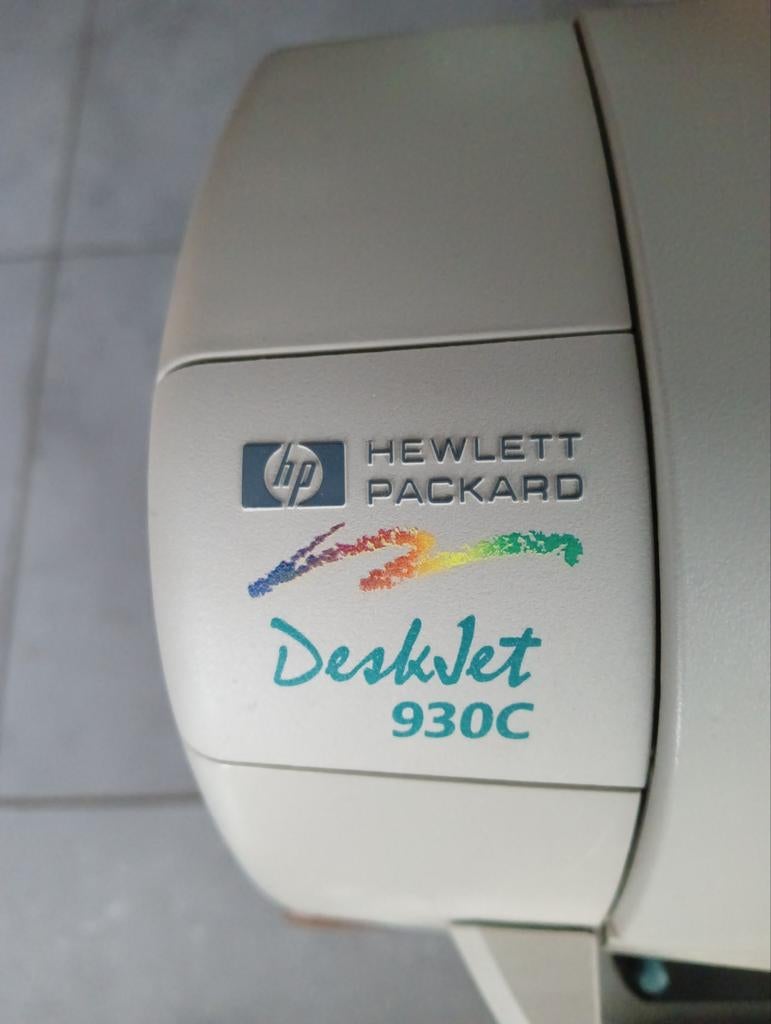 hp HEWLETT
PACKARD
DeskJet
930C